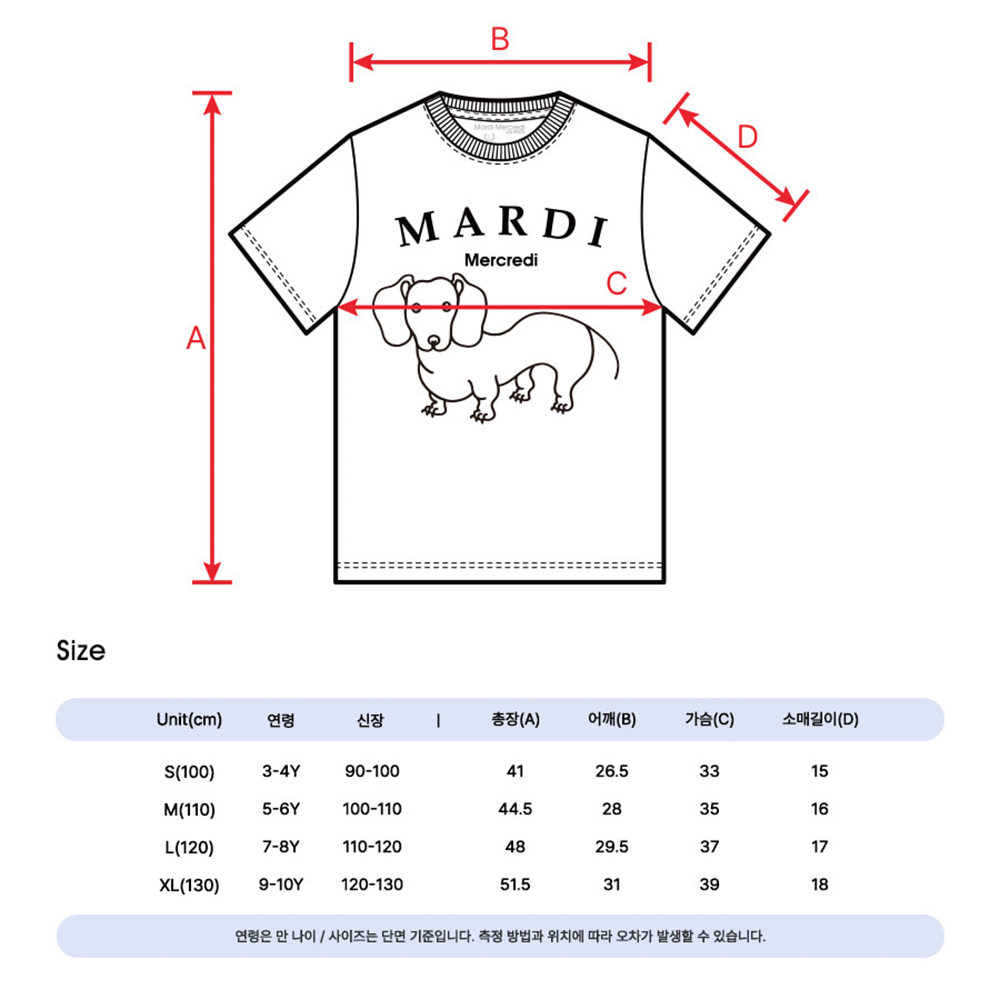 B
D
Mardi Mercredi
MARDI
Mercredi
C
A
Size
Unit(cm) 연령 신장 | 총장(A) 어깨(B) 가슴(C) 소매길이(D)
S(100) 3-4Y 90-100 41 26.5 33 15
M(110) 5-6Y 100-110 44.5 28 35 16
L(120) 7-8Y 110-120 48 29.5 37 17
XL(130) 9-10Y 120-130 51.5 31 39 18
연령은 만 나이 / 사이즈는 단면 기준입니다. 측정 방법과 위치에 따라 오차가 발생할 수 있습니다.